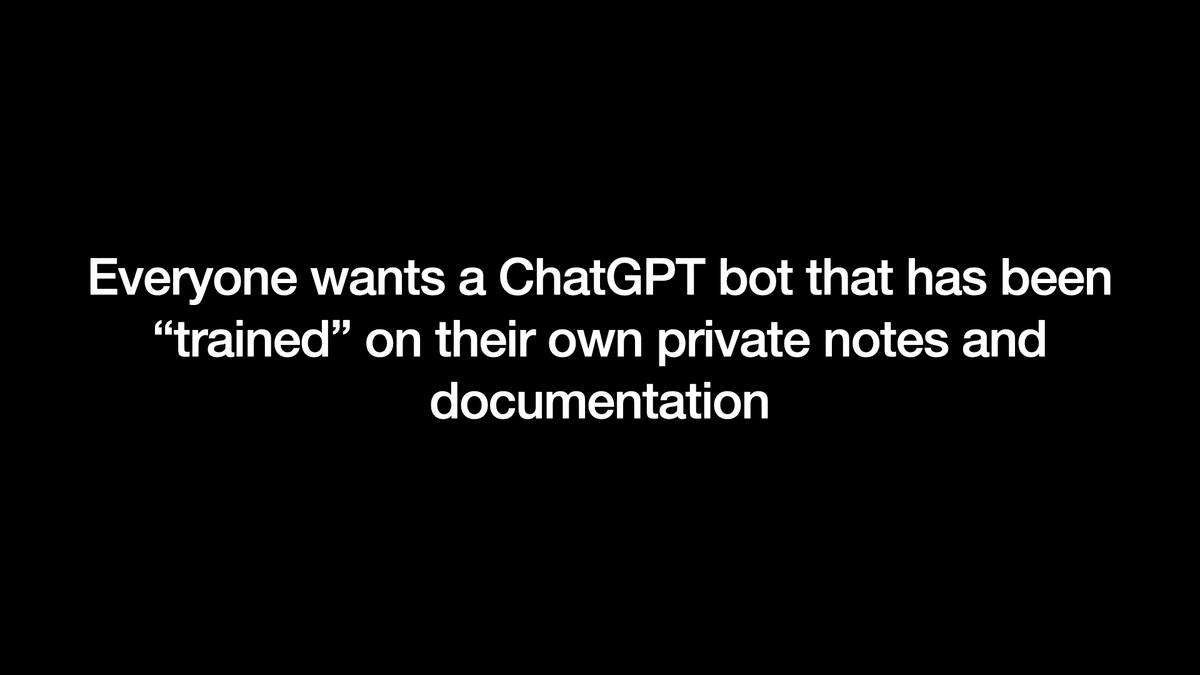 Everyone wants a ChatGPT bot that has been
“trained” on their own private notes and
documentation